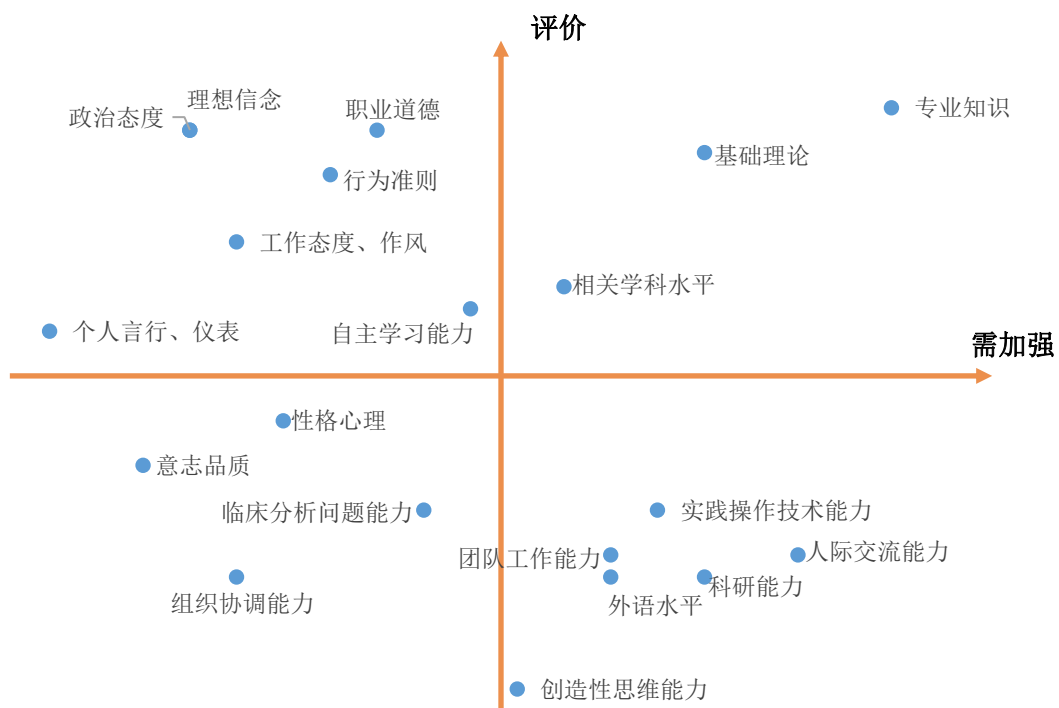 评价
理想信念
政治态度
职业道德
专业知识
基础理论
行为准则
工作态度、作风
相关学科水平
自主学习能力
个人言行、仪表
需加强
性格心理
意志品质
临床分析问题能力
实践操作技术能力
团队工作能力
人际交流能力
科研能力
组织协调能力
外语水平
创造性思维能力